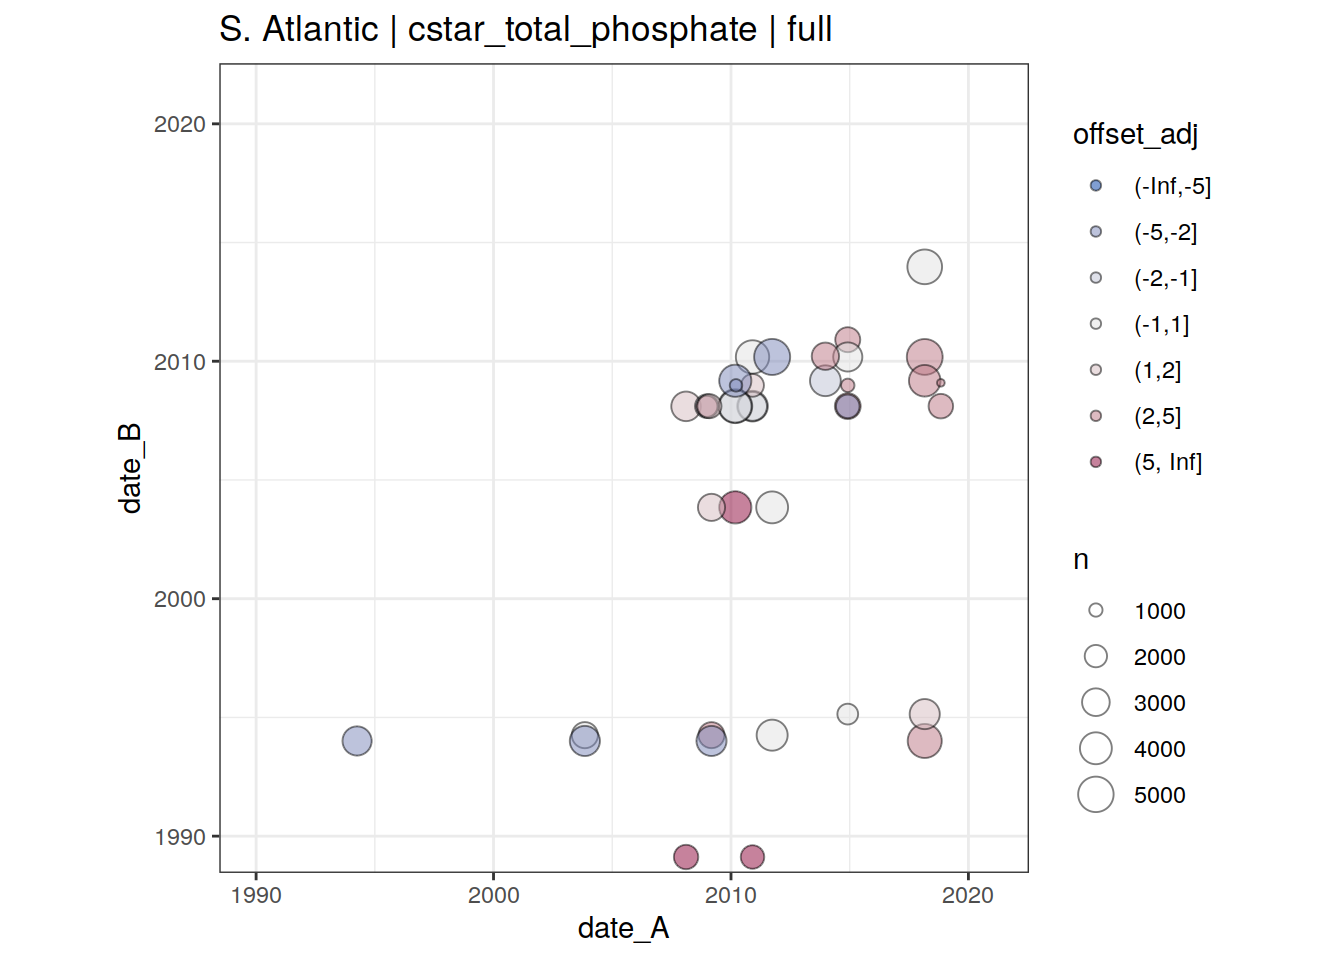 S. Atlantic | cstar_total_phosphate | full
2020
2010
2000
1990
date_B
1990
2000
2010
2020
date_A
offset_adj
(-Inf,-5]
(-5,-2]
(-2,-1]
(-1,1]
(1,2]
(2,5]
(5, Inf]
n
1000
2000
3000
4000
5000